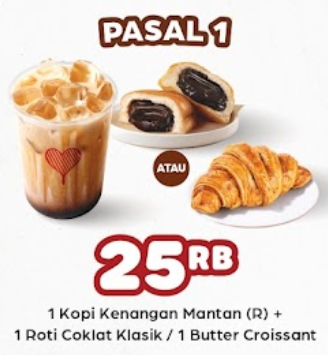 PASAL 1
ATAU
25RB
1 Kopi Kenangan Mantan (R) +
1 Roti Coklat Klasik / 1 Butter Croissant